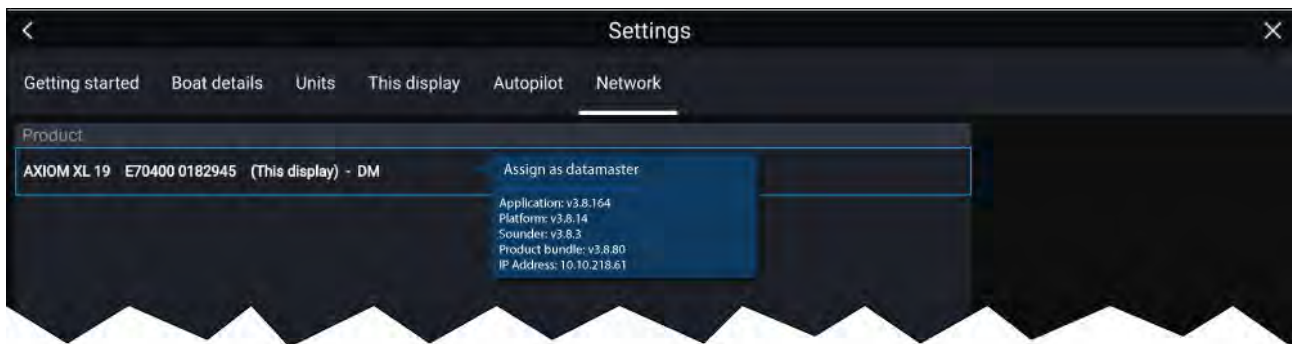 Settings
Getting started Boat details Units This display Autopilot Network
Product
AXIOM XL 19 E70400 0182945 (This display) - DM
Assign as datamaster
Application: v3.8.164
Platform: v3.8.14
Sounder: v3.8.3
Product bundle: v3.8.80
IP Address: 10.10.218.61